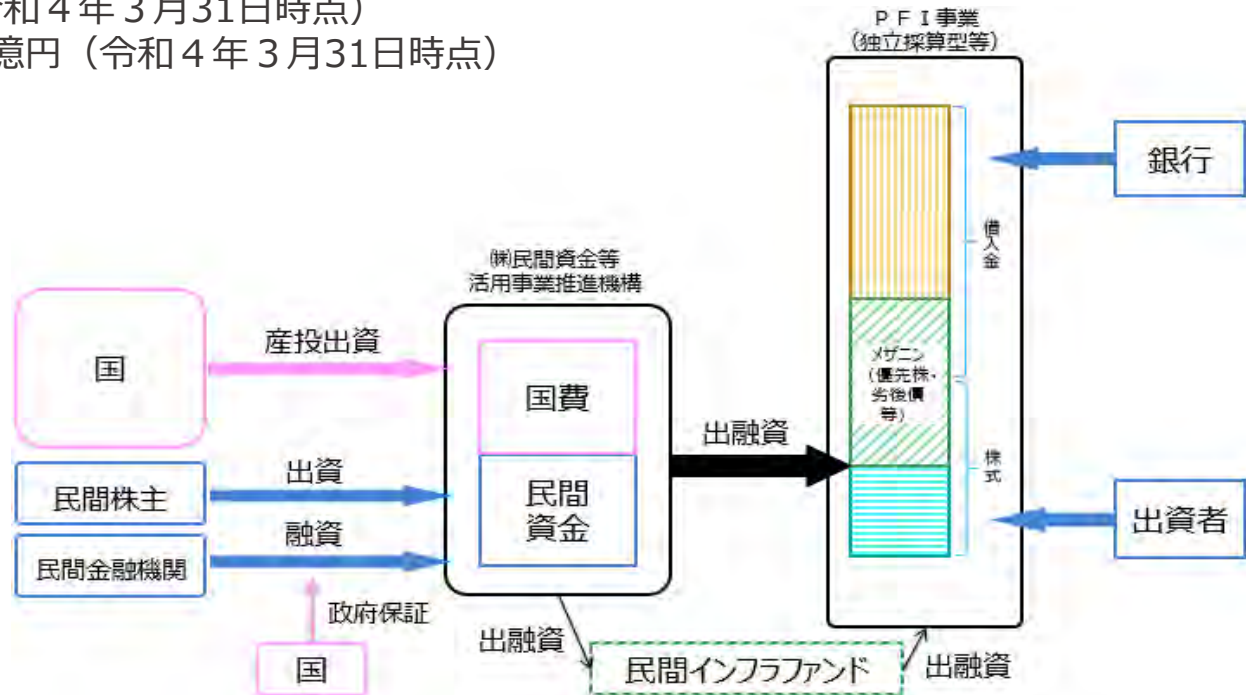 和４年３月31日時点）
億円（令和４年３月31日時点）
ＰＦＩ事業
（独立採算型等）
銀行
借入金
㈱民間資金等
活用事業推進機構
国
産投出資
国費
メザニン
（優先株・
劣後債
等）
出融資
民間株主
出資
民間
資金
株式
出資者
民間金融機関
融資
政府保証
国
出融資
民間インフラファンド
出融資